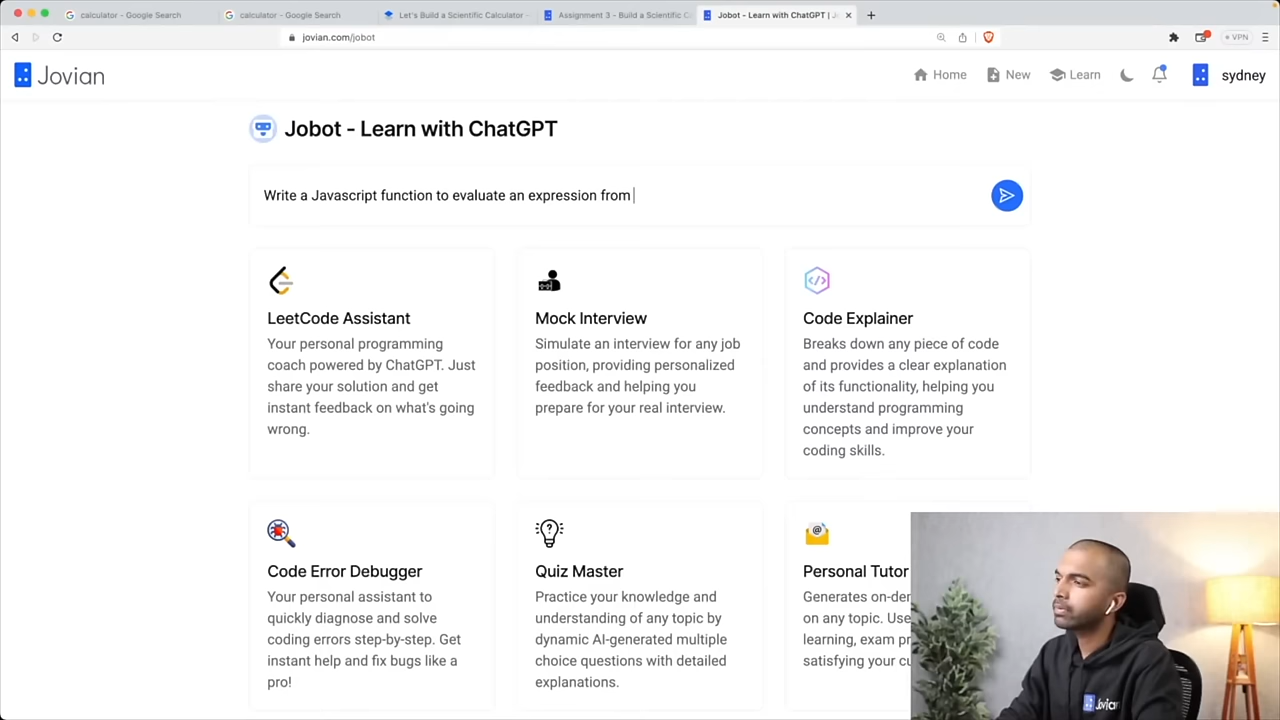 calculator - Google Search
calculator - Google Search
Let's Build a Scientific Calculator -
Assignment 3 - Build a Scientific C
Jobot - Learn with ChatGPT | J
jovian.com/jobot
VPN
Jovian
Home
New
Learn
sydney
Jobot - Learn with ChatGPT
Write a Javascript function to evaluate an expression from
LeetCode Assistant
Your personal programming
coach powered by ChatGPT. Just
share your solution and get
instant feedback on what's going
wrong.
Mock Interview
Simulate an interview for any job
position, providing personalized
feedback and helping you
prepare for your real interview.
Code Explainer
Breaks down any piece of code
and provides a clear explanation
of its functionality, helping you
understand programming
concepts and improve your
coding skills.
Code Error Debugger
Your personal assistant to
quickly diagnose and solve
coding errors step-by-step. Get
instant help and fix bugs like a
pro!
Quiz Master
Practice your knowledge and
understanding of any topic by
dynamic AI-generated multiple
choice questions with detailed
explanations.
Personal Tutor
Generates on-dem
on any topic. Use
learning, exam pr
satisfying your cu
Jovian